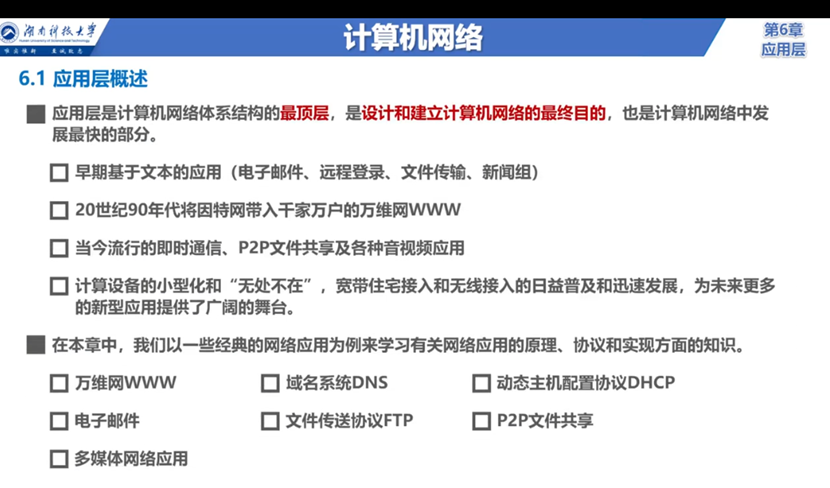 湖南科技大学
计算机网络
第6章
应用层
6.1 应用层概述
应用层是计算机网络体系结构的最顶层，是设计和建立计算机网络的最终目的，也是计算机网络中发
展最快的部分。
早期基于文本的应用（电子邮件、远程登录、文件传输、新闻组）
20世纪90年代将因特网带入千家万户的万维网WWW
当今流行的即时通信、P2P文件共享及各种音视频应用
计算设备的小型化和“无处不在”，宽带住宅接入和无线接入的日益普及和迅速发展，为未来更多
的新型应用提供了广阔的舞台。
在本章中，我们以一些经典的网络应用为例来学习有关网络应用的原理、协议和实现方面的知识。
万维网WWW 域名系统DNS 动态主机配置协议DHCP
电子邮件 文件传送协议FTP P2P文件共享
多媒体网络应用